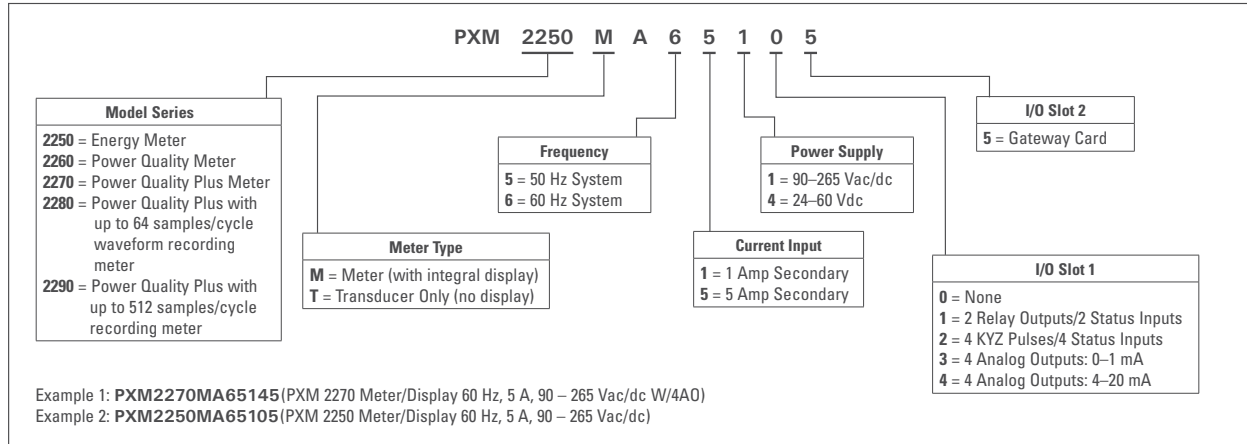 PXM 2250 M A 6 5 1 0 5
Model Series
2250 = Energy Meter
2260 = Power Quality Meter
2270 = Power Quality Plus Meter
2280 = Power Quality Plus with
up to 64 samples/cycle
waveform recording
meter
2290 = Power Quality Plus with
up to 512 samples/cycle
recording meter
Meter Type
M = Meter (with integral display)
T = Transducer Only (no display)
Frequency
5 = 50 Hz System
6 = 60 Hz System
Current Input
1 = 1 Amp Secondary
5 = 5 Amp Secondary
Power Supply
1 = 90–265 Vac/dc
4 = 24–60 Vdc
I/O Slot 1
0 = None
1 = 2 Relay Outputs/2 Status Inputs
2 = 4 KYZ Pulses/4 Status Inputs
3 = 4 Analog Outputs: 0–1 mA
4 = 4 Analog Outputs: 4–20 mA
I/O Slot 2
5 = Gateway Card
Example 1: PXM2270MA65145 (PXM 2270 Meter/Display 60 Hz, 5 A, 90 – 265 Vac/dc W/4AO)
Example 2: PXM2250MA65105 (PXM 2250 Meter/Display 60 Hz, 5 A, 90 – 265 Vac/dc)